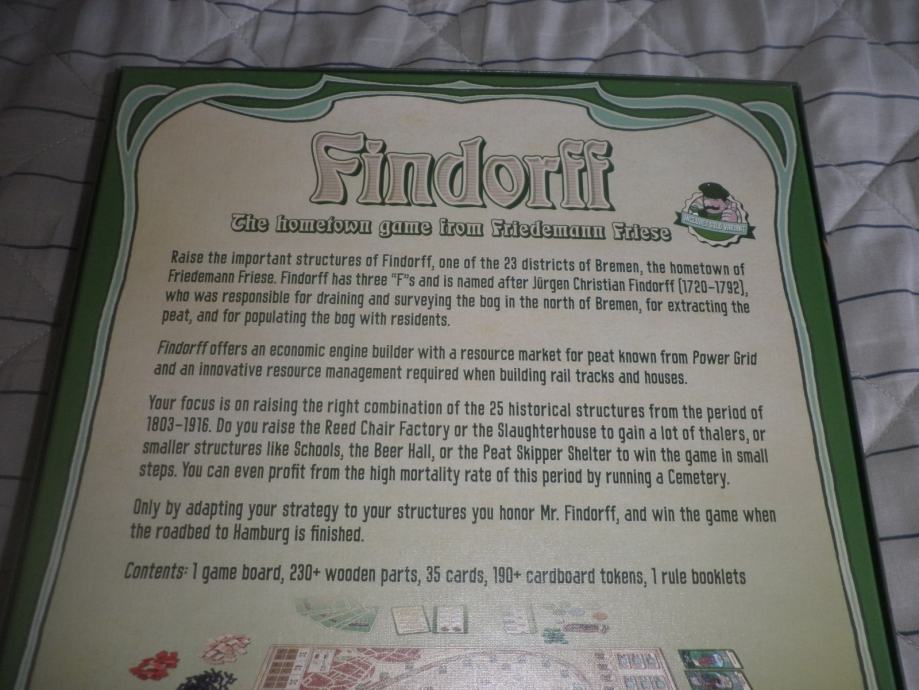 Findorff
The hometown game from Friedemann Friese
INCLUDES SOLO VARIANT
Raise the important structures of Findorff, one of the 23 districts of Bremen, the hometown of
Friedemann Friese. Findorff has three "F"s and is named after Jürgen Christian Findorff (1720-1792),
who was responsible for draining and surveying the bog in the north of Bremen, for extracting the
peat, and for populating the bog with residents.
Findorff offers an economic engine builder with a resource market for peat known from Power Grid
and an innovative resource management required when building rail tracks and houses.
Your focus is on raising the right combination of the 25 historical structures from the period of
1803-1916. Do you raise the Reed Chair Factory or the Slaughterhouse to gain a lot of thalers, or
smaller structures like Schools, the Beer Hall, or the Peat Skipper Shelter to win the game in small
steps. You can even profit from the high mortality rate of this period by running a Cemetery.
Only by adapting your strategy to your structures you honor Mr. Findorff, and win the game when
the roadbed to Hamburg is finished.
Contents: 1 game board, 230+ wooden parts, 35 cards, 190+ cardboard tokens, 1 rule booklets